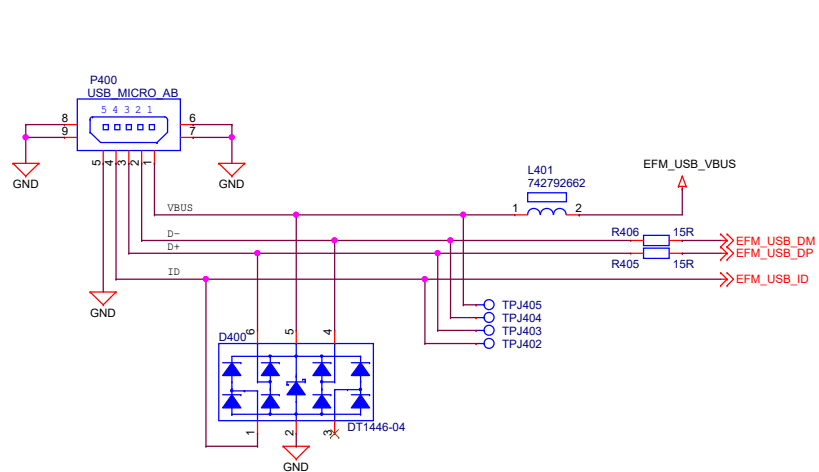 P400
USB_MICRO_AB
5 4 3 2 1
8
9
6
7
5
4
3
2
1
GND
GND
GND
VBUS
D-
D+
ID
L401
742792662
1
2
EFM_USB_VBUS
R406
15R
EFM_USB_DM
EFM_USB_DP
R405
15R
EFM_USB_ID
TPJ405
TPJ404
TPJ403
TPJ402
D400
6
5
4
DT1446-04
1
2
3
GND